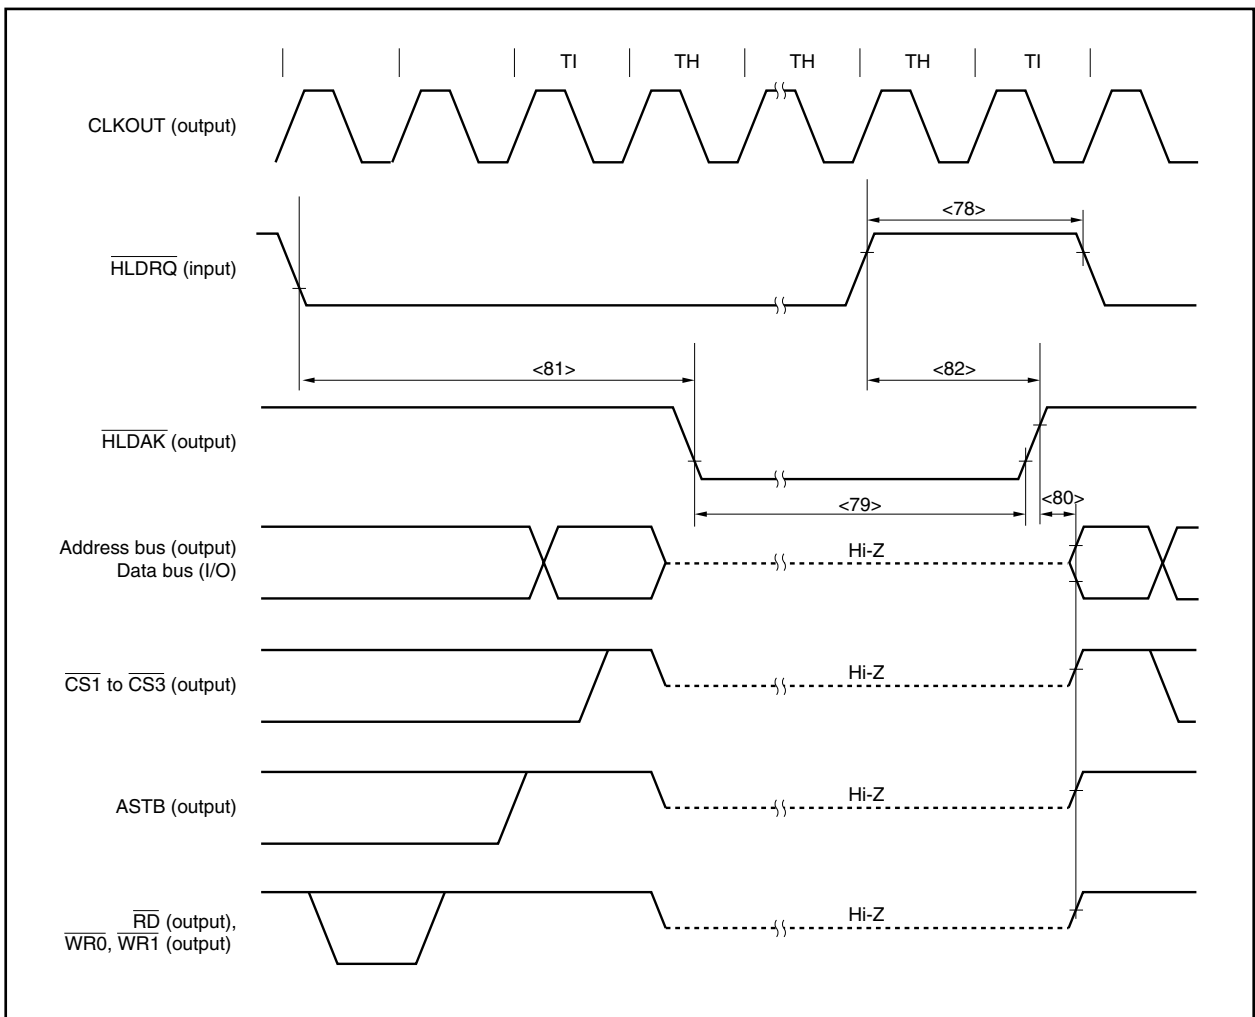 TI TH TH TH TI
CLKOUT (output)
<78>
HLDRQ (input)
<81> <82>
HLDAK (output)
<79> <80>
Address bus (output)
Data bus (I/O)
Hi-Z
CS1 to CS3 (output)
Hi-Z
ASTB (output)
Hi-Z
RD (output),
WR0, WR1 (output)
Hi-Z